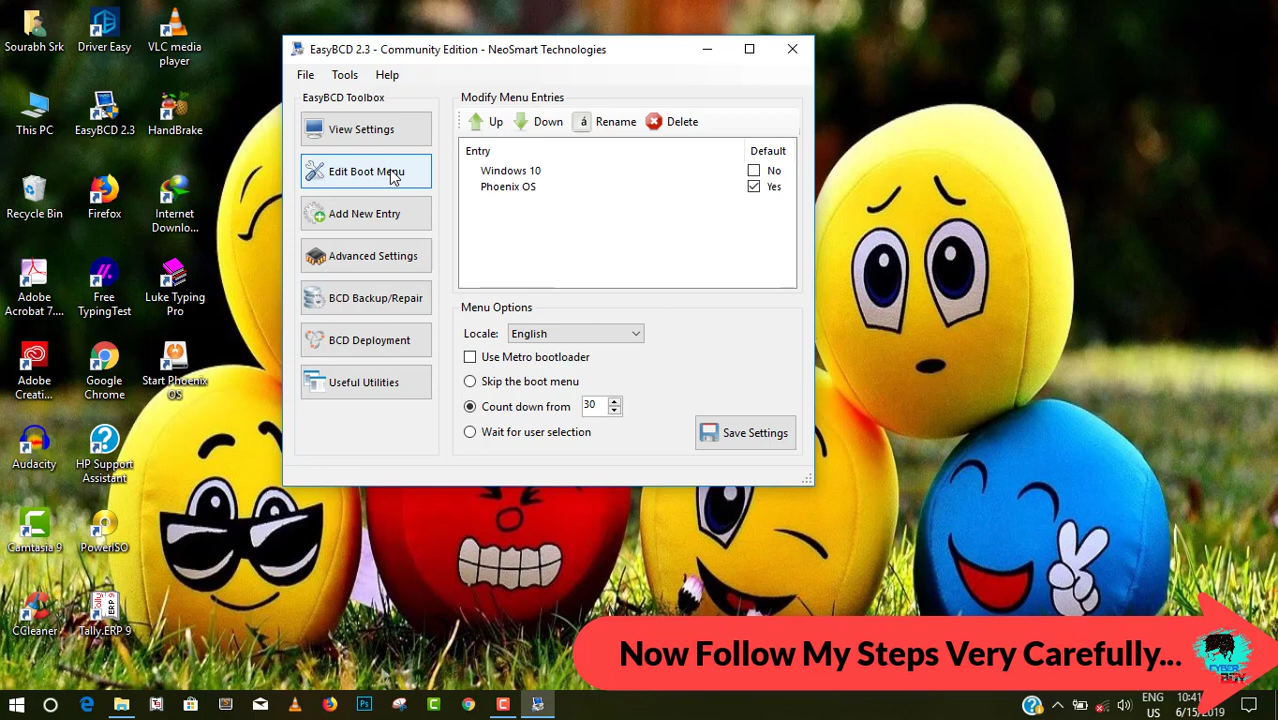 Sourabh Srk
Driver Easy
VLC media
player
This PC
EasyBCD 2.3
HandBrake
Recycle Bin
Firefox
Internet
Downlo...
Adobe
Acrobat 7....
Free
TypingTest
Luke Typing
Pro
Adobe
Creati...
Google
Chrome
Start Phoenix
OS
Audacity
HP Support
Assistant
Camtasia 9
PowerISO
CCleaner
Tally.ERP 9
EasyBCD 2.3 - Community Edition - NeoSmart Technologies
File
Tools
Help
EasyBCD Toolbox
View Settings
Edit Boot Menu
Add New Entry
Advanced Settings
BCD Backup/Repair
BCD Deployment
Useful Utilities
Modify Menu Entries
Up
Down
á
Rename
Delete
Entry
Default
Windows 10
No
Phoenix OS
Yes
Menu Options
Locale:
English
Use Metro bootloader
Skip the boot menu
Count down from
30
Wait for user selection
Save Settings
Now Follow My Steps Very Carefully...
CYBER
ENG
US
10:41
6/15/2019